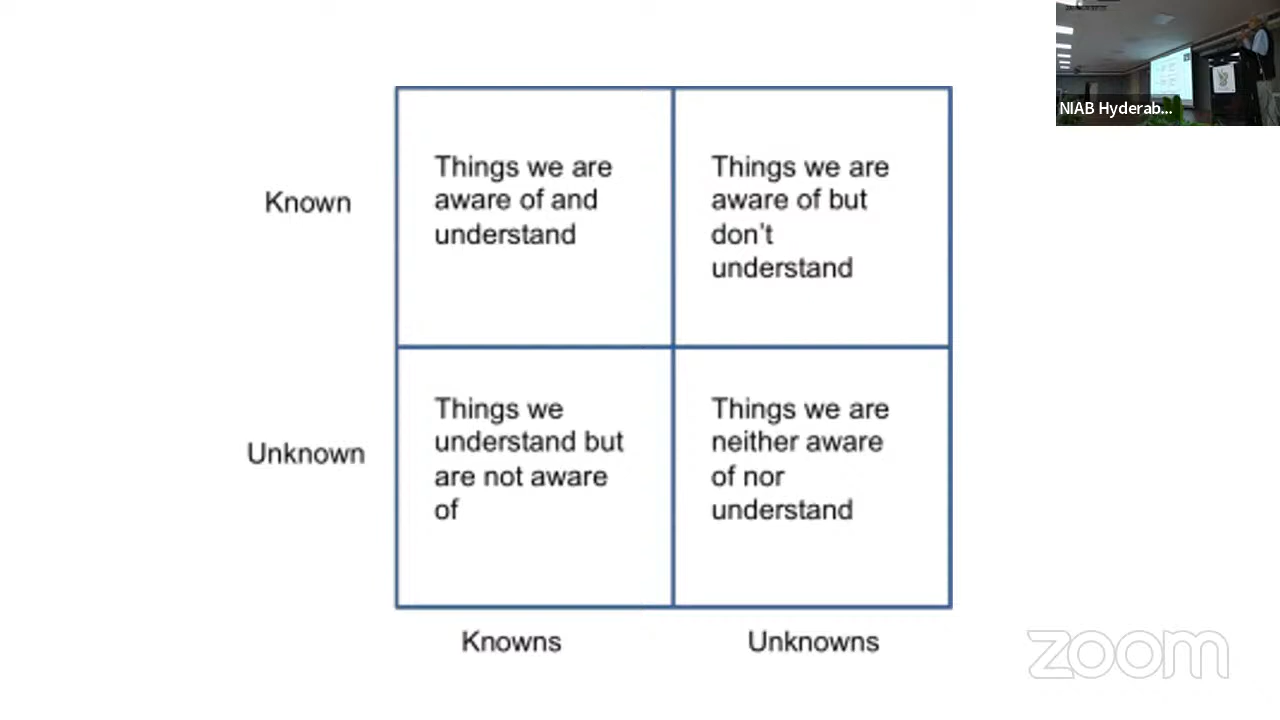 NIAB Hyderab...
Known
Things we are
aware of and
understand
Things we are
aware of but
don't
understand
Unknown
Things we
understand but
are not aware
of
Things we are
neither aware
of nor
understand
Knowns
Unknowns
zoom